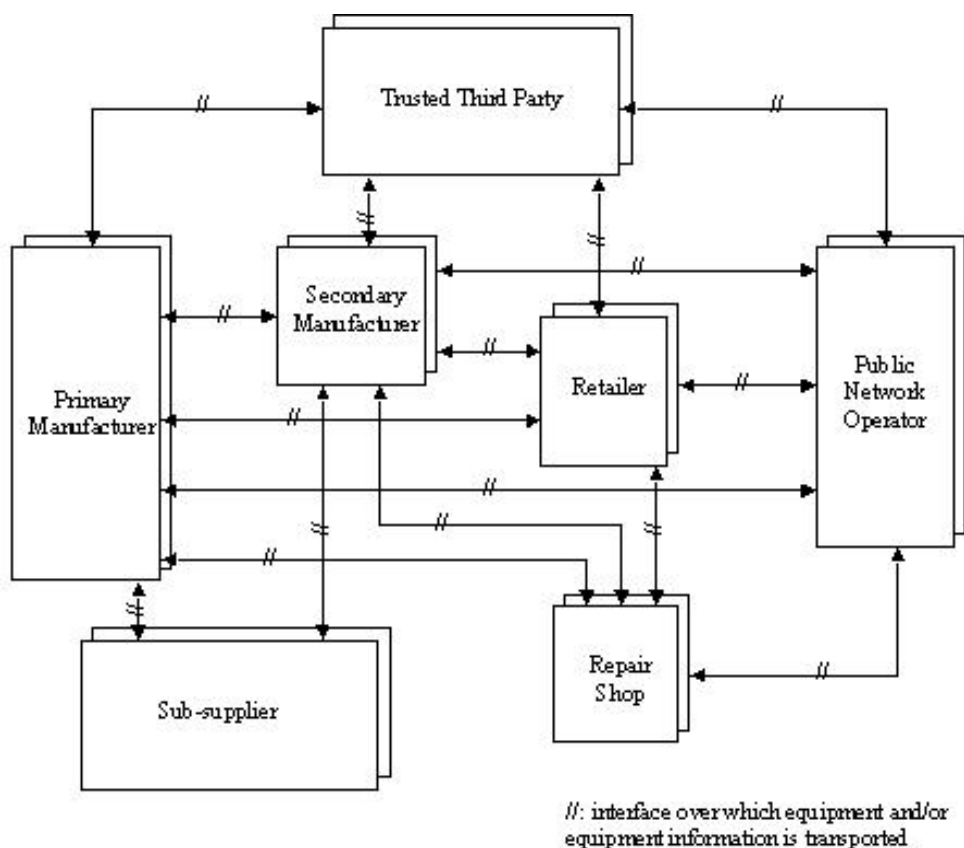 Trusted Third Party
//
//
//
//
Secondary
Manufacturer
//
//
//
Retailer
//
Public
Network
Operator
Primary
Manufacturer
//
//
//
//
//
//
//
Repair
Shop
//
Sub-supplier
//: interface over which equipment and/or
equipment information is transported